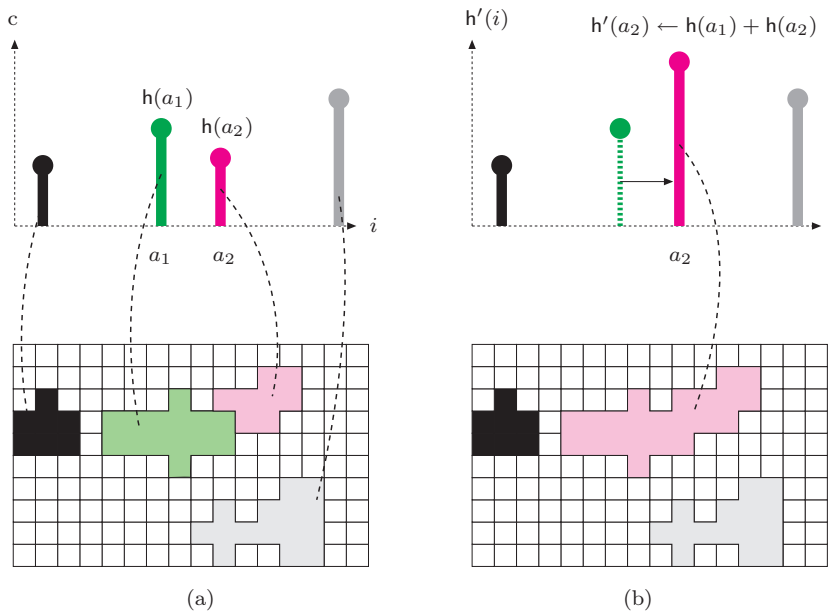 c
h(a₁)
h(a₂)
i
a₁
a₂
(a)
h′(i)
h′(a₂) ← h(a₁) + h(a₂)
a₂
(b)